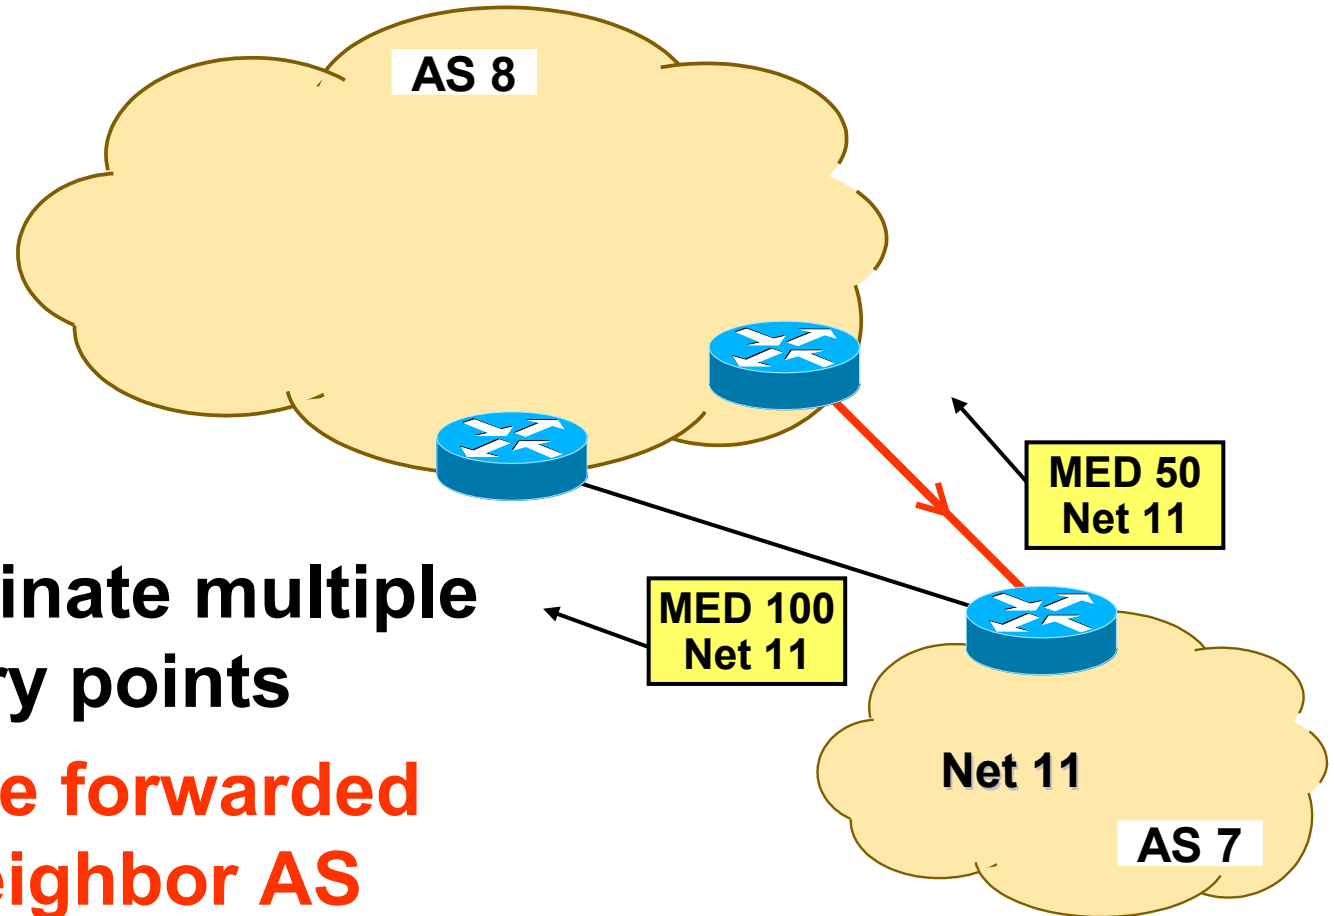 AS 8
MED 50
Net 11
inate multiple
MED 100
Net 11
ry points
Net 11
e forwarded
AS 7
eighbor AS